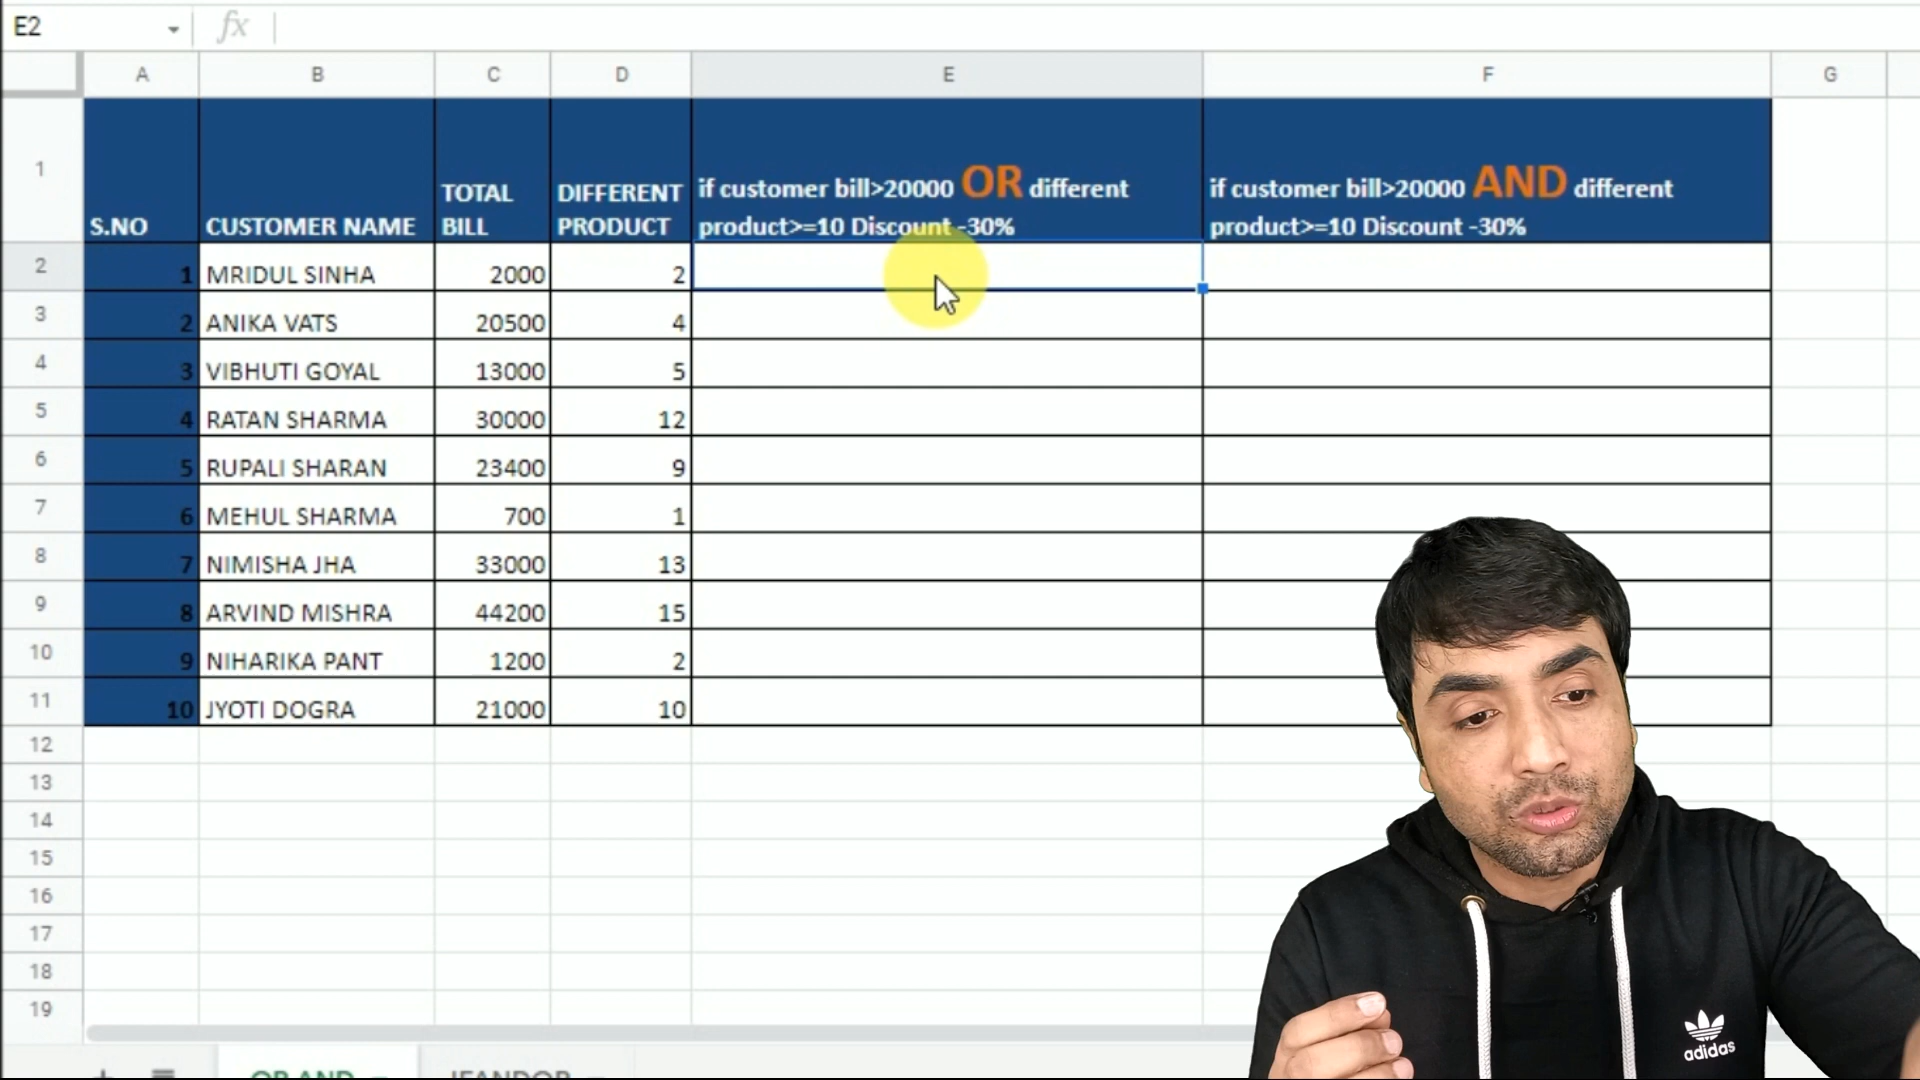 E2
fx
A B C D E F G
1 S.NO CUSTOMER NAME TOTAL BILL DIFFERENT PRODUCT if customer bill>20000 OR different product>=10 Discount -30% if customer bill>20000 AND different product>=10 Discount -30%
2 1 MRIDUL SINHA 2000 2
3 2 ANIKA VATS 20500 4
4 3 VIBHUTI GOYAL 13000 5
5 4 RATAN SHARMA 30000 12
6 5 RUPALI SHARAN 23400 9
7 6 MEHUL SHARMA 700 1
8 7 NIMISHA JHA 33000 13
9 8 ARVIND MISHRA 44200 15
10 9 NIHARIKA PANT 1200 2
11 10 JYOTI DOGRA 21000 10
12
13
14
15
16
17
18
19
adidas
OR AND IFANDOR